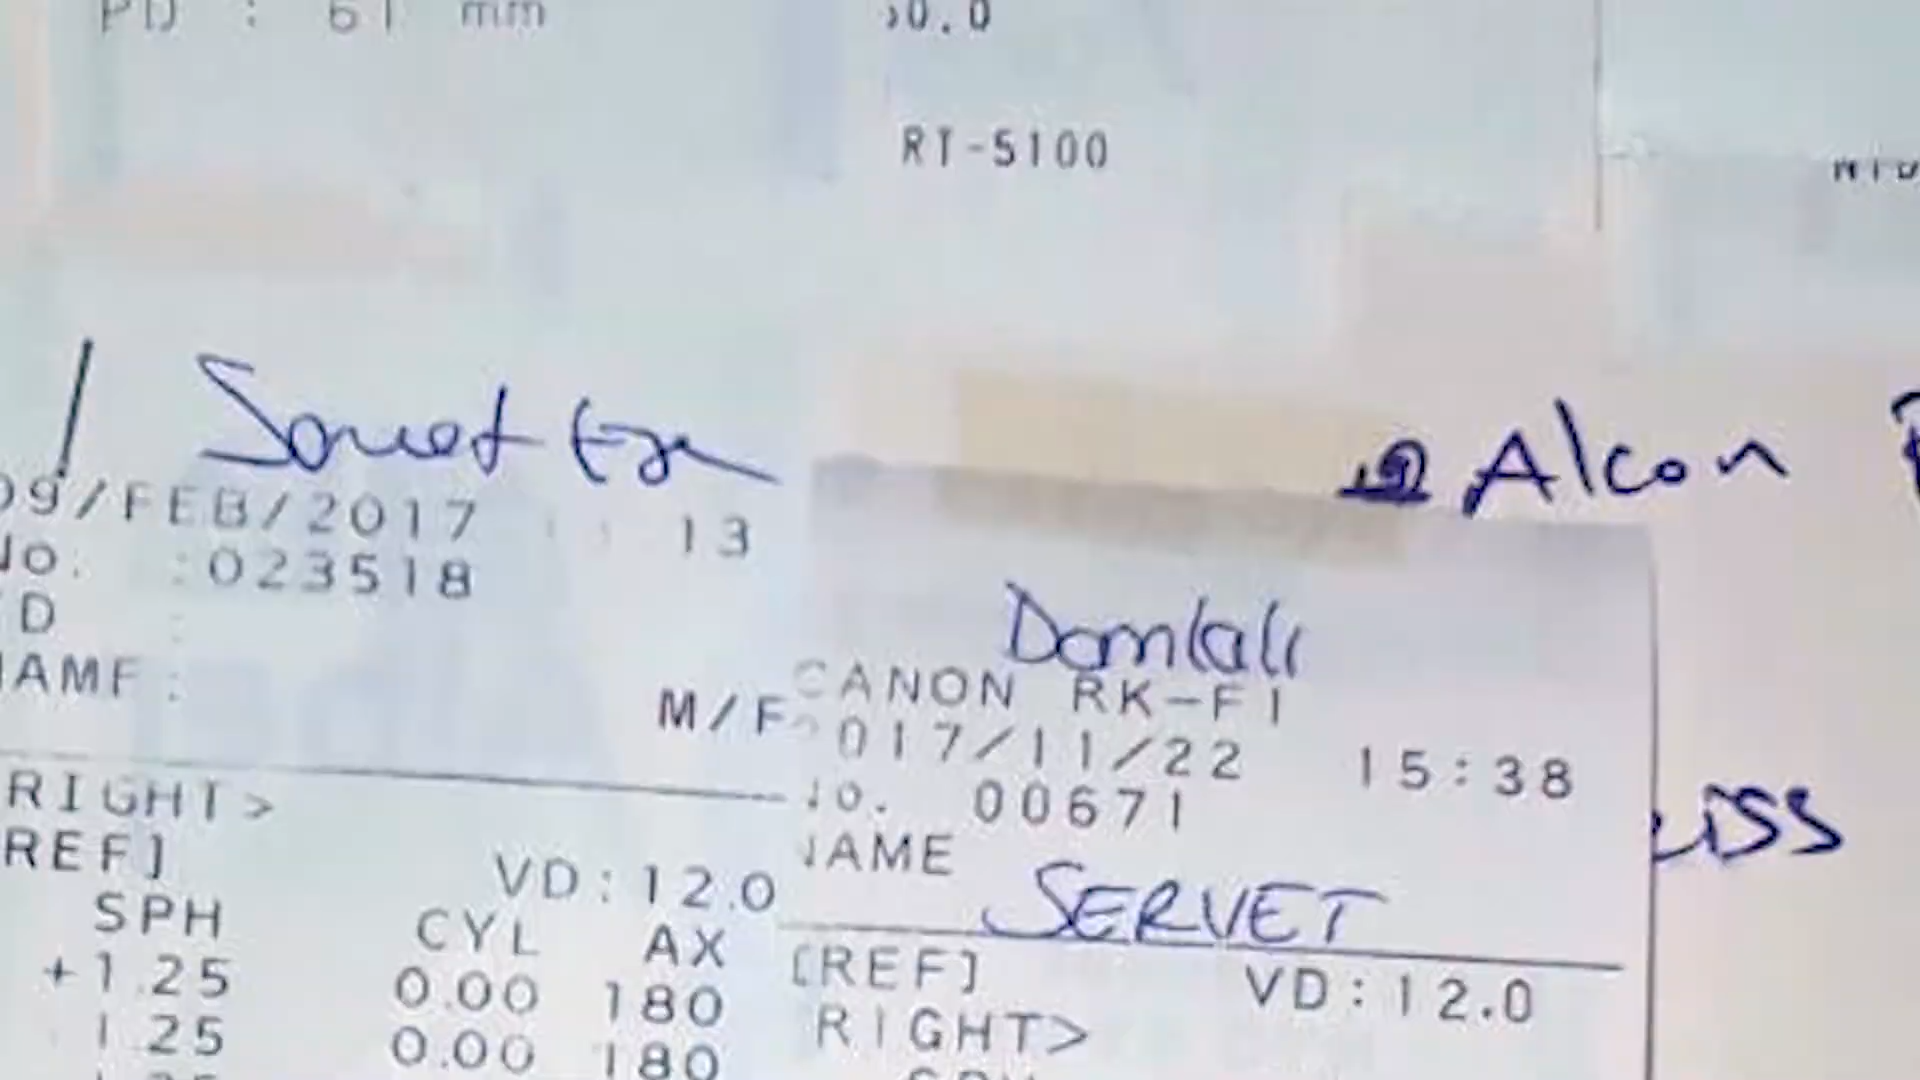 PD : 61 mm
30.0
RT-5100
Servet
Alcon
09/FEB/2017 13
No. :023518
NAME :
M/F
RIGHT>
REF]
VD:12.0
SPH CYL AX
+1.25 0.00 180
1.25 0.00 180
Damlalı
CANON RK-F1
2017/11/22 15:38
No. 00671
NAME SERVET
[REF] VD:12.0
RIGHT>